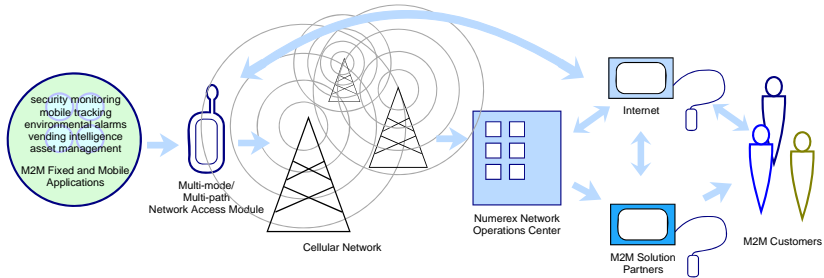 security monitoring
mobile tracking
environmental alarms
vending intelligence
asset management
M2M Fixed and Mobile
Applications
Multi-mode/
Multi-path
Network Access Module
Cellular Network
Numerex Network
Operations Center
Internet
M2M Solution
Partners
M2M Customers